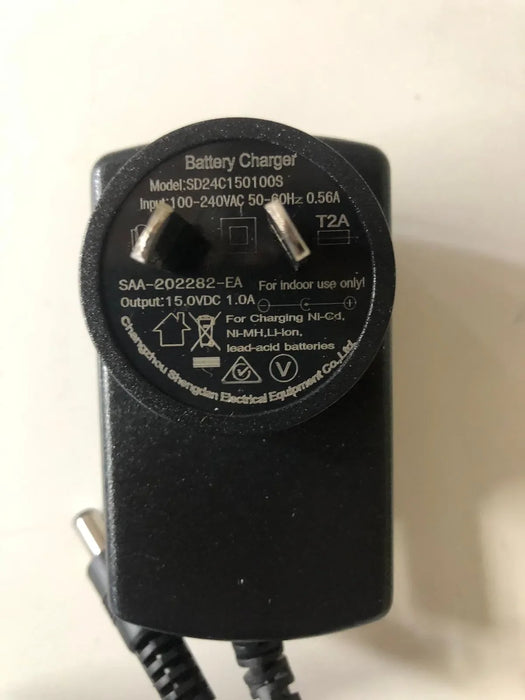 Battery Charger
Model:SD24C150100S
Input:100-240VAC 50-60Hz 0.56A
T2A
SAA-202282-EA For indoor use only!
Output:15.0VDC 1.0A
For Charging Ni-Cd,
Ni-MH,Li-Ion,
lead-acid batteries
V
Changzhou Shengdan Electrical Equipment Co.,Ltd.